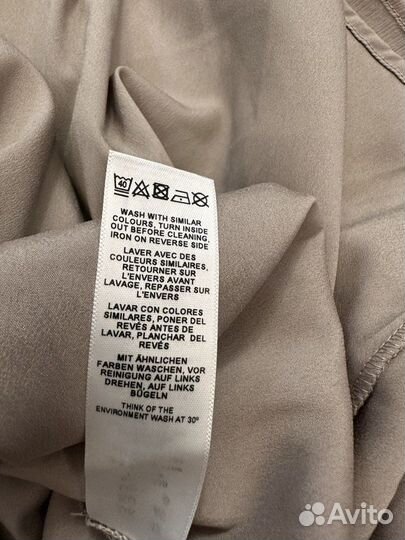 40
WASH WITH SIMILAR
COLOURS, TURN INSIDE
OUT BEFORE CLEANING,
IRON ON REVERSE SIDE
LAVER AVEC DES
COULEURS SIMILAIRES,
RETOURNER SUR
L'ENVERS AVANT
LAVAGE, REPASSER SUR
L'ENVERS
LAVAR CON COLORES
SIMILARES, PONER DEL
REVÉS ANTES DE
LAVAR, PLANCHAR DEL
REVÉS
MIT ÄHNLICHEN
FARBEN WASCHEN, VOR
REINIGUNG AUF LINKS
DREHEN, AUF LINKS
BÜGELN
THINK OF THE
ENVIRONMENT WASH AT 30°
Avito